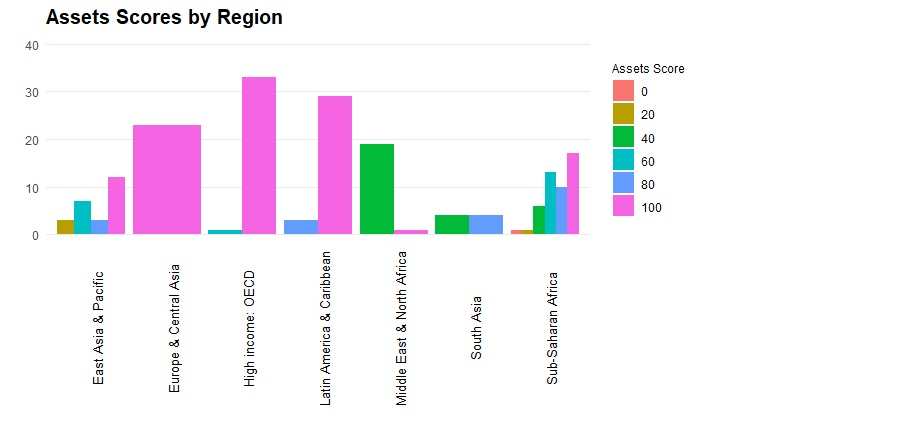 Assets Scores by Region
40
30
20
10
0
East Asia & Pacific
Europe & Central Asia
High income: OECD
Latin America & Caribbean
Middle East & North Africa
South Asia
Sub-Saharan Africa
Assets Score
0
20
40
60
80
100